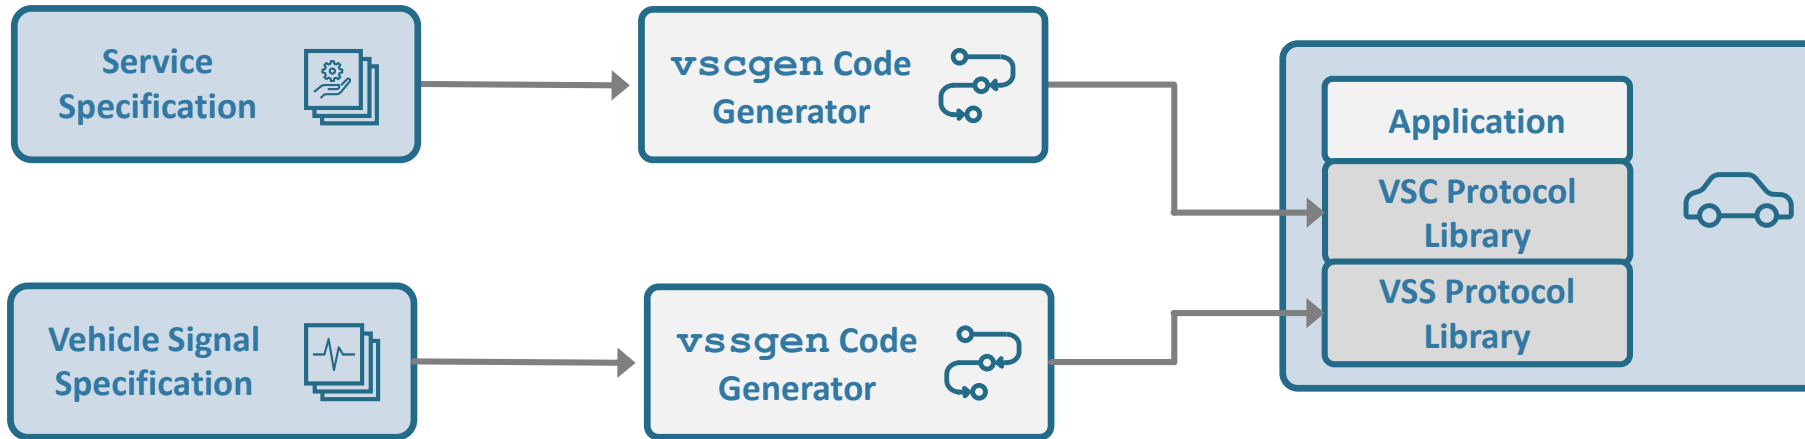 Service
Specification
vscgen Code
Generator
Application
VSC Protocol
Library
VSS Protocol
Library
Vehicle Signal
Specification
vssgen Code
Generator